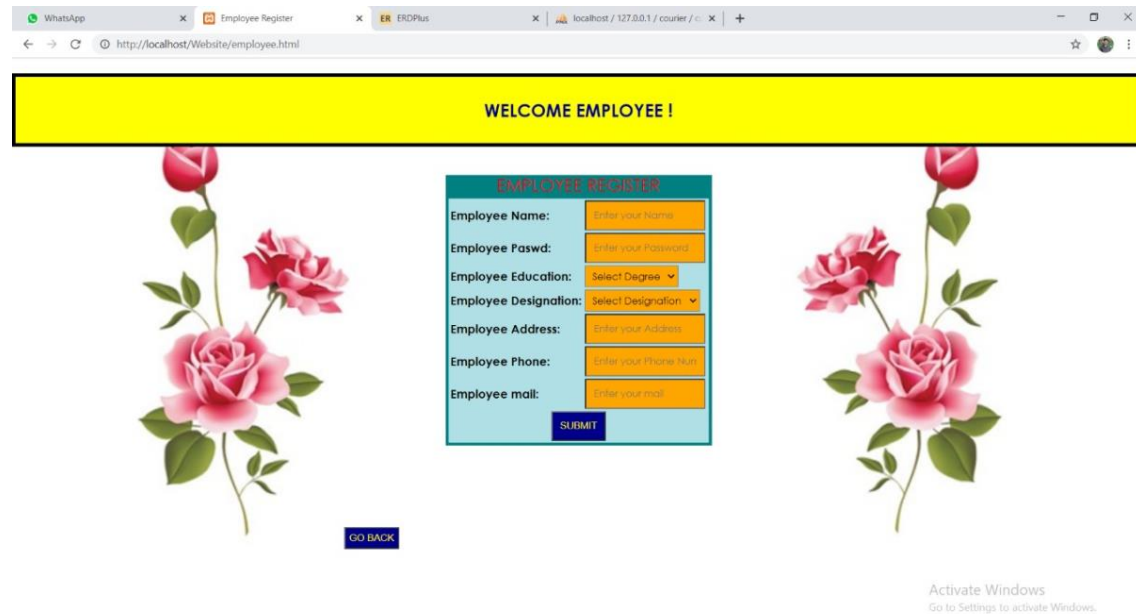 WhatsApp
Employee Register
ER ERDPlus
localhost / 127.0.0.1 / courier / c
http://localhost/Website/employee.html
WELCOME EMPLOYEE !
EMPLOYEE REGISTER
Employee Name: Enter your Name
Employee Paswd: Enter your Password
Employee Education: Select Degree
Employee Designation: Select Designation
Employee Address: Enter your Address
Employee Phone: Enter your Phone Num
Employee mail: Enter your mail
SUBMIT
GO BACK
Activate Windows
Go to Settings to activate Windows.